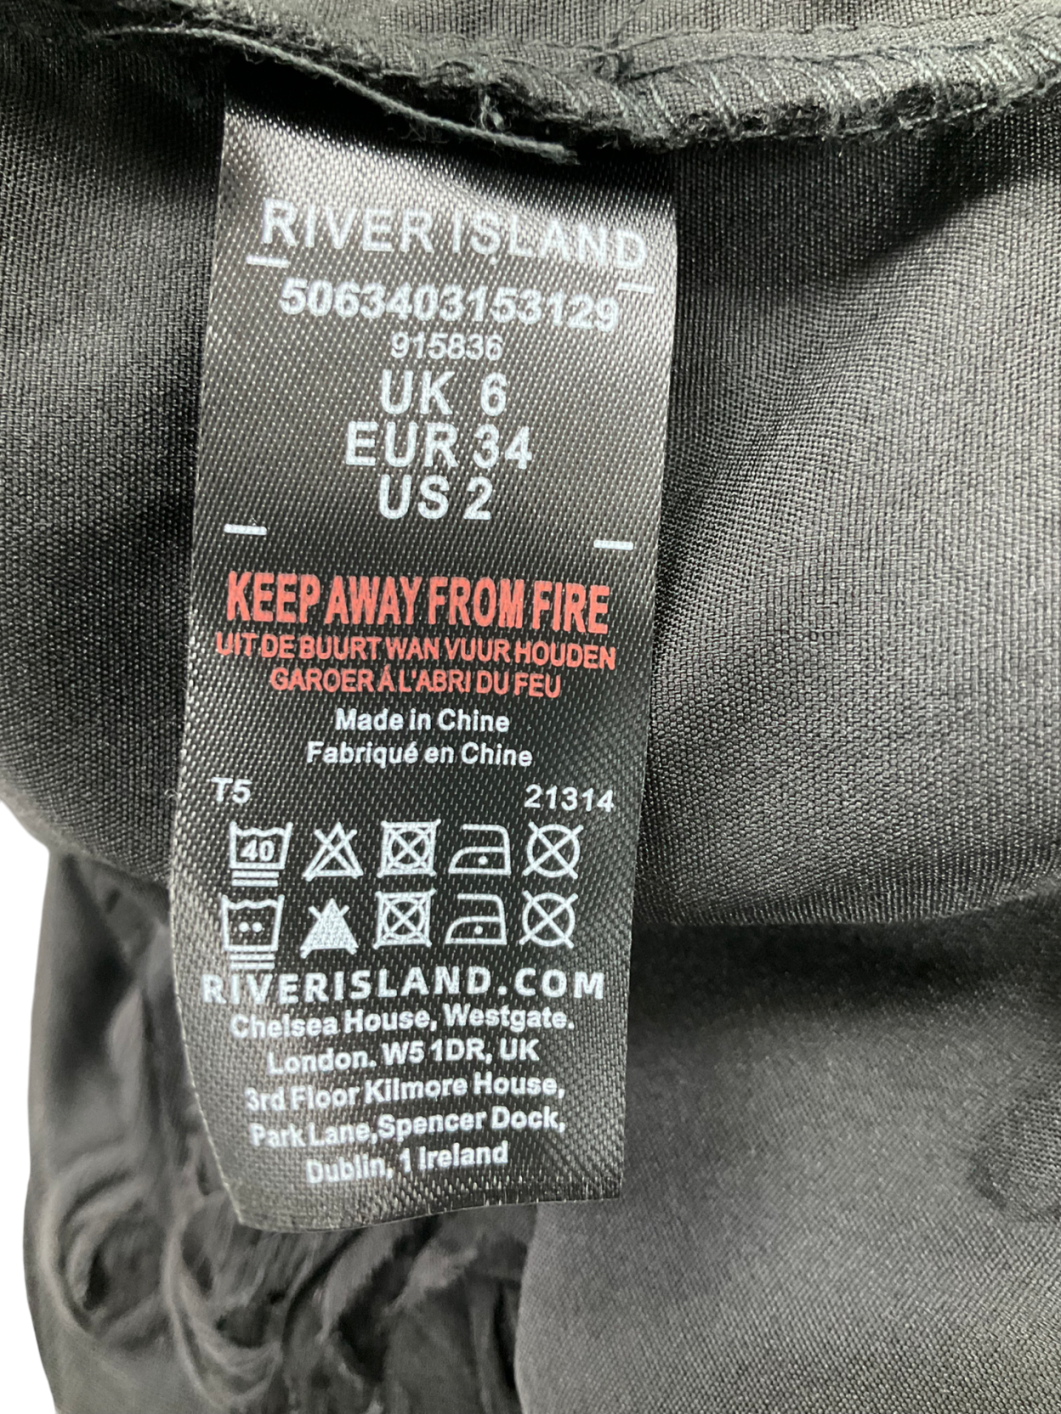 RIVER ISLAND
5063403153129
915836
UK 6
EUR 34
US 2
KEEP AWAY FROM FIRE
UIT DE BUURT WAN VUUR HOUDEN
GAROER Á L'ABRI DU FEU
Made in Chine
Fabriqué en Chine
T5 21314
40
RIVERISLAND.COM
Chelsea House, Westgate.
London. W5 1DR, UK
3rd Floor Kilmore House,
Park Lane,Spencer Dock,
Dublin, 1 Ireland